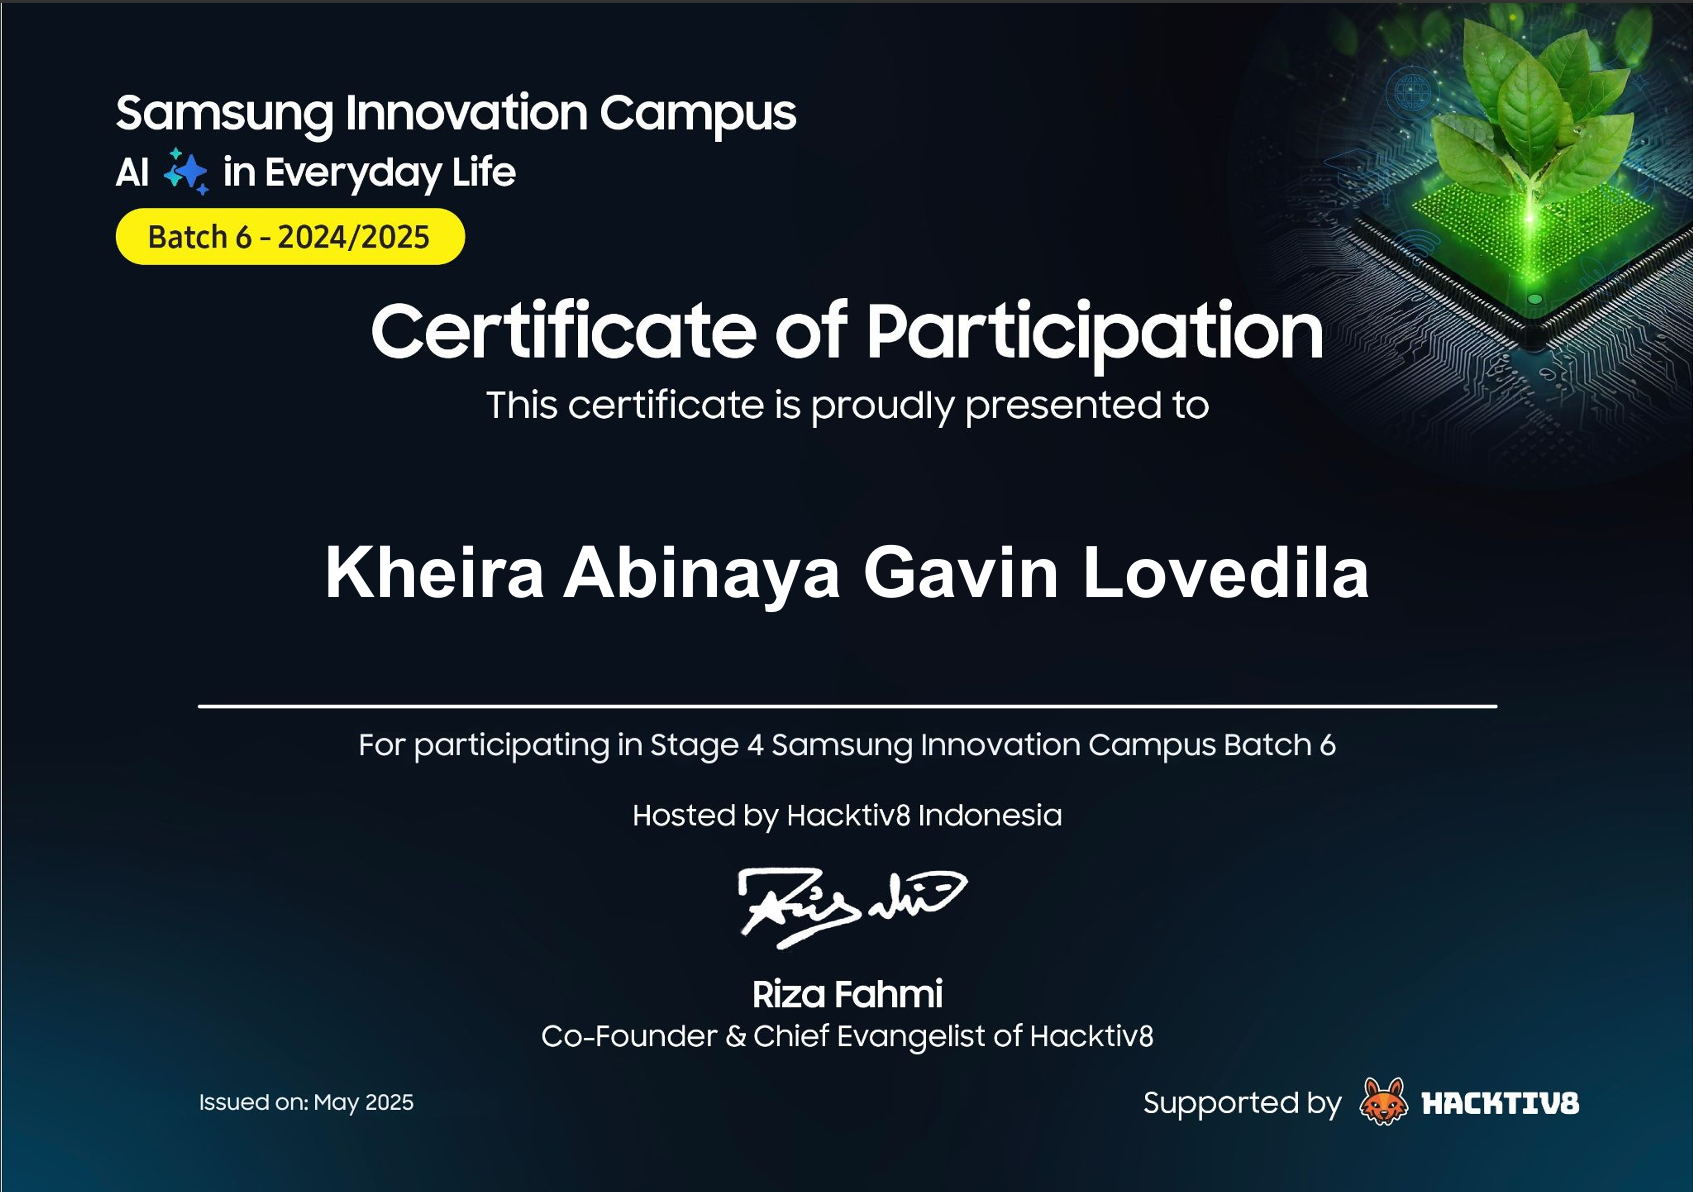 Samsung Innovation Campus
AI in Everyday Life
Batch 6 - 2024/2025
Certificate of Participation
This certificate is proudly presented to
Kheira Abinaya Gavin Lovedila
For participating in Stage 4 Samsung Innovation Campus Batch 6
Hosted by Hacktiv8 Indonesia
Riza Fahmi
Co-Founder & Chief Evangelist of Hacktiv8
Issued on: May 2025
Supported by HACKTIV8